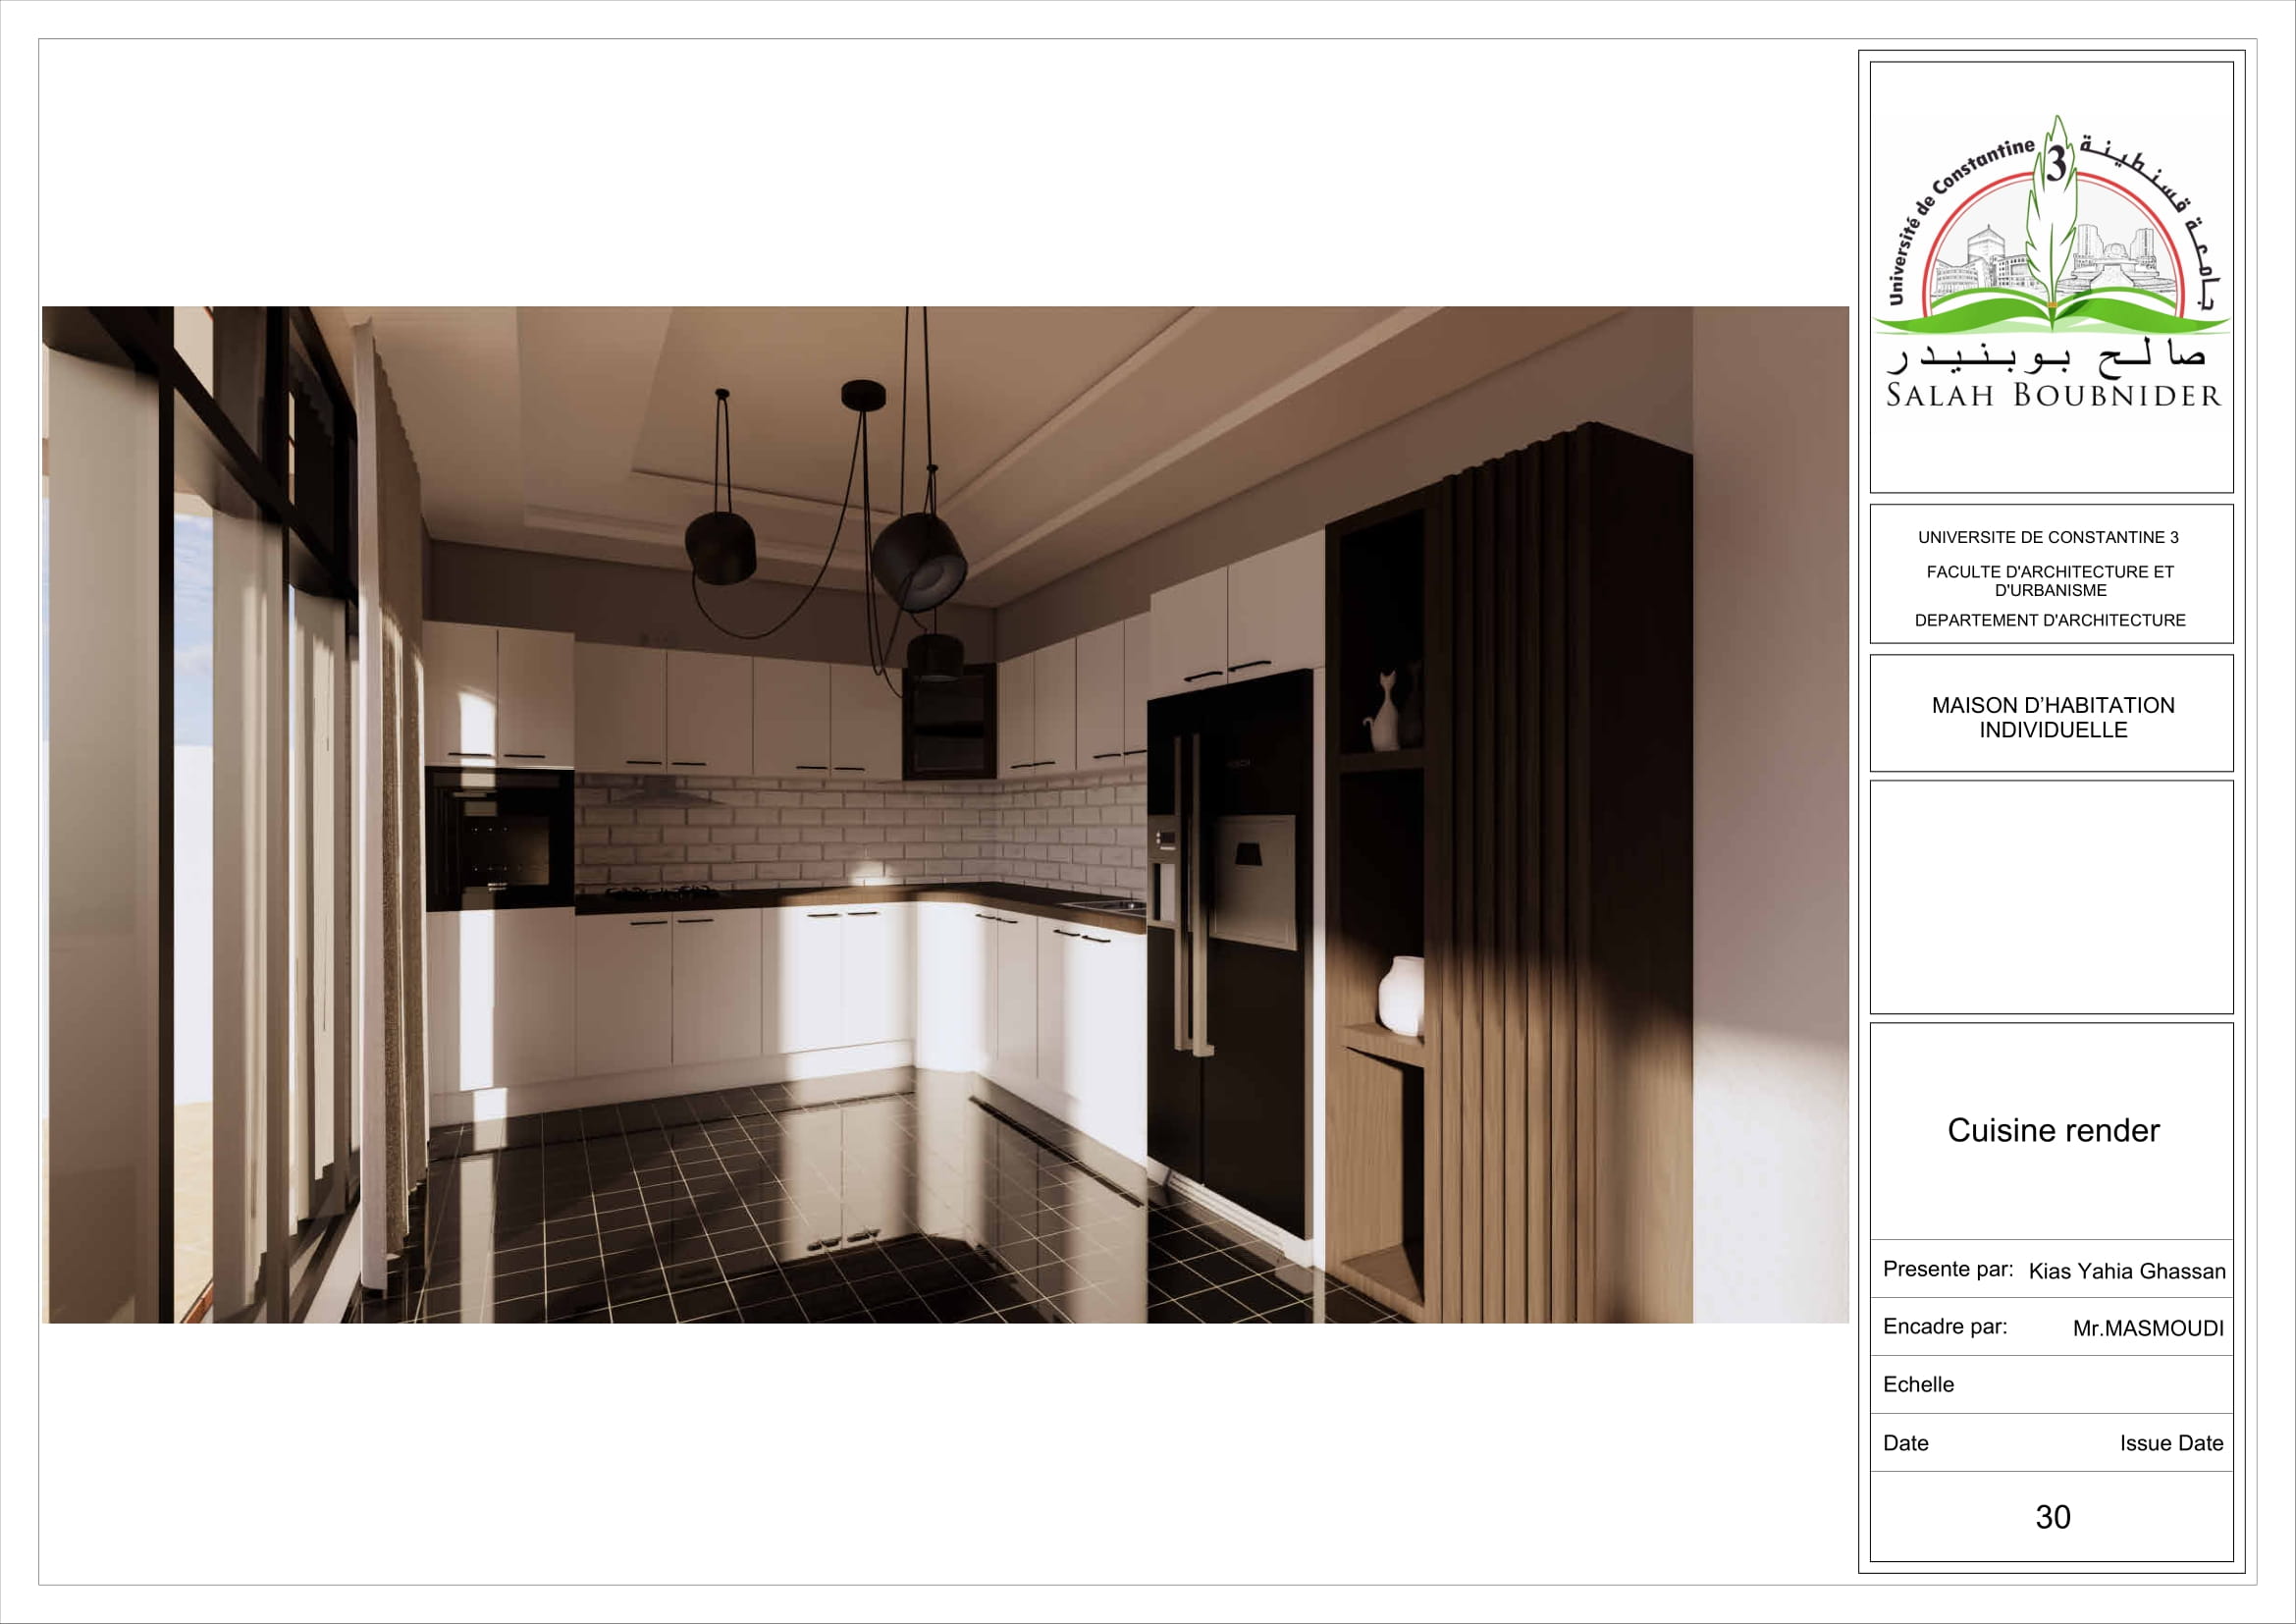 Université de Constantine 3 جامعة قسنطينة
صالح بوبنيدر
SALAH BOUBNIDER
UNIVERSITE DE CONSTANTINE 3
FACULTE D'ARCHITECTURE ET
D'URBANISME
DEPARTEMENT D'ARCHITECTURE
MAISON D'HABITATION
INDIVIDUELLE
Cuisine render
Presente par: Kias Yahia Ghassan
Encadre par: Mr.MASMOUDI
Echelle
Date Issue Date
30